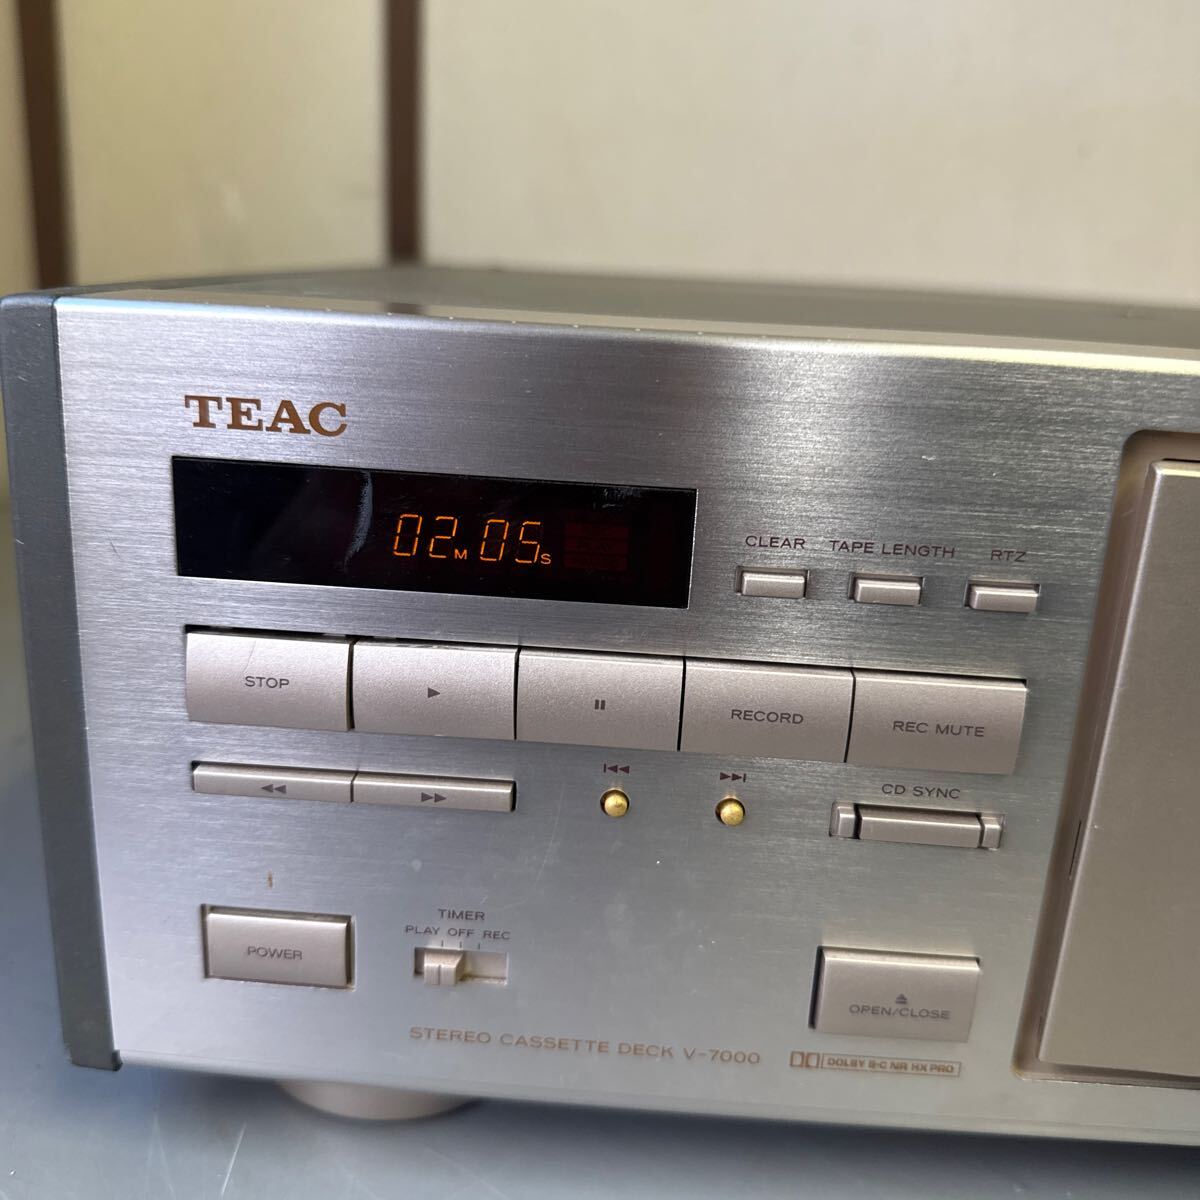 TEAC
02M05S
CLEAR TAPE LENGTH RTZ
STOP ▶ ⏸ RECORD REC MUTE
◀◀ ▶▶ I◀◀ ▶▶I CD SYNC
TIMER
PLAY OFF REC
POWER
OPEN/CLOSE
STEREO CASSETTE DECK V-7000
DOLBY B-C NR HX PRO